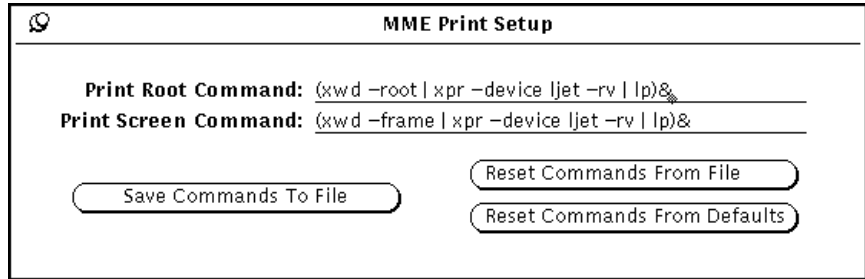 MME Print Setup
Print Root Command: (xwd –root | xpr –device ljet –rv | lp)&
Print Screen Command: (xwd –frame | xpr –device ljet –rv | lp)&
Save Commands To File
Reset Commands From File
Reset Commands From Defaults